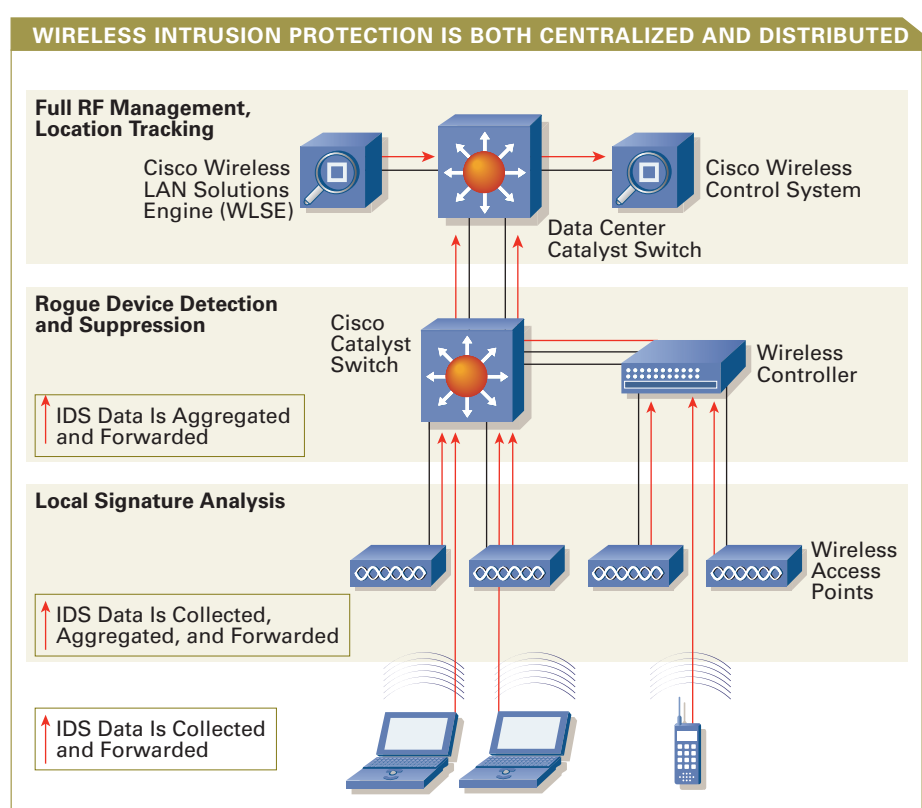 WIRELESS INTRUSION PROTECTION IS BOTH CENTRALIZED AND DISTRIBUTED
Full RF Management,
Location Tracking
Cisco Wireless
LAN Solutions
Engine (WLSE)
Cisco Wireless
Control System
Data Center
Catalyst Switch
Rogue Device Detection
and Suppression
Cisco
Catalyst
Switch
Wireless
Controller
IDS Data Is Aggregated
and Forwarded
Local Signature Analysis
Wireless
Access
Points
IDS Data Is Collected,
Aggregated, and Forwarded
IDS Data Is Collected
and Forwarded